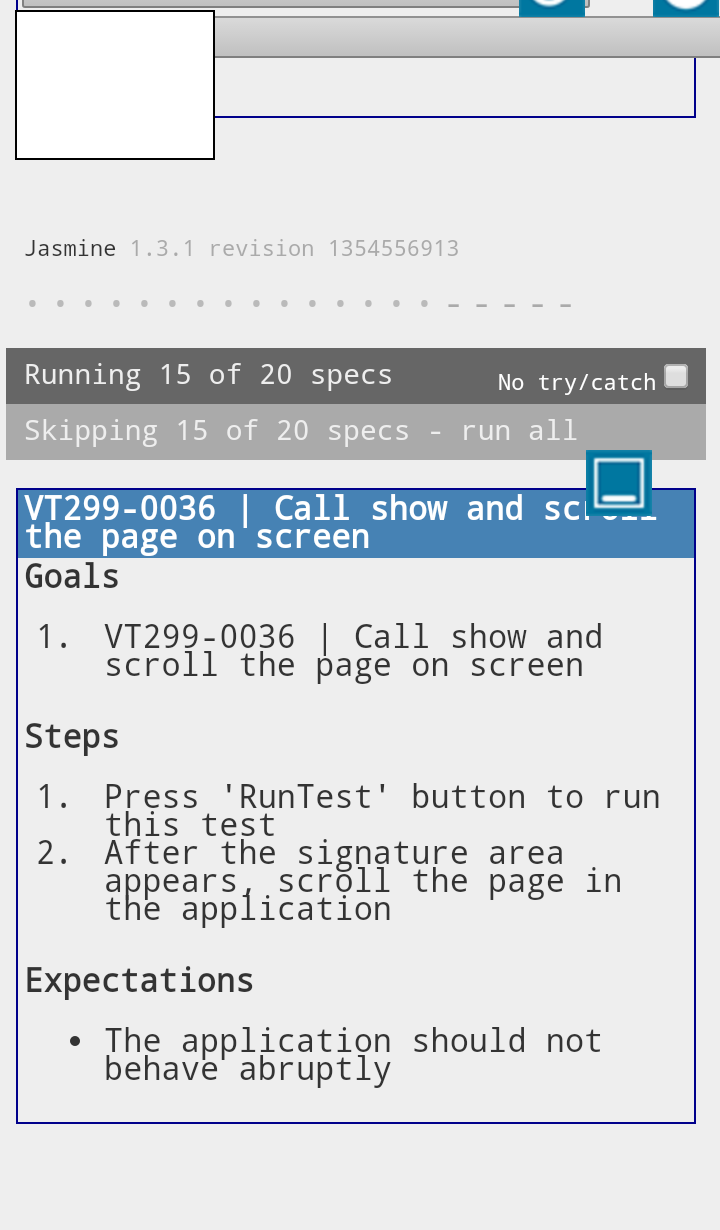 Jasmine 1.3.1 revision 1354556913
Running 15 of 20 specs
No try/catch
Skipping 15 of 20 specs - run all
VT299-0036 | Call show and scroll
the page on screen
Goals
1. VT299-0036 | Call show and
scroll the page on screen
Steps
1. Press 'RunTest' button to run
this test
2. After the signature area
appears, scroll the page in
the application
Expectations
• The application should not
behave abruptly